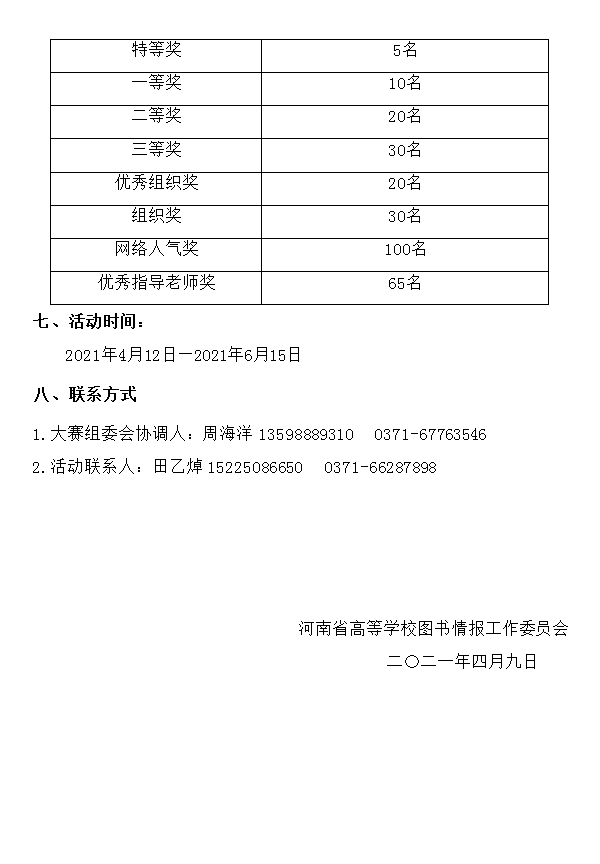 特等奖 5名
一等奖 10名
二等奖 20名
三等奖 30名
优秀组织奖 20名
组织奖 30名
网络人气奖 100名
优秀指导老师奖 65名
七、活动时间：
2021年4月12日—2021年6月15日
八、联系方式
1.大赛组委会协调人：周海洋 13598889310 0371-67763546
2.活动联系人：田乙焯 15225086650 0371-66287898
河南省高等学校图书情报工作委员会
二〇二一年四月九日